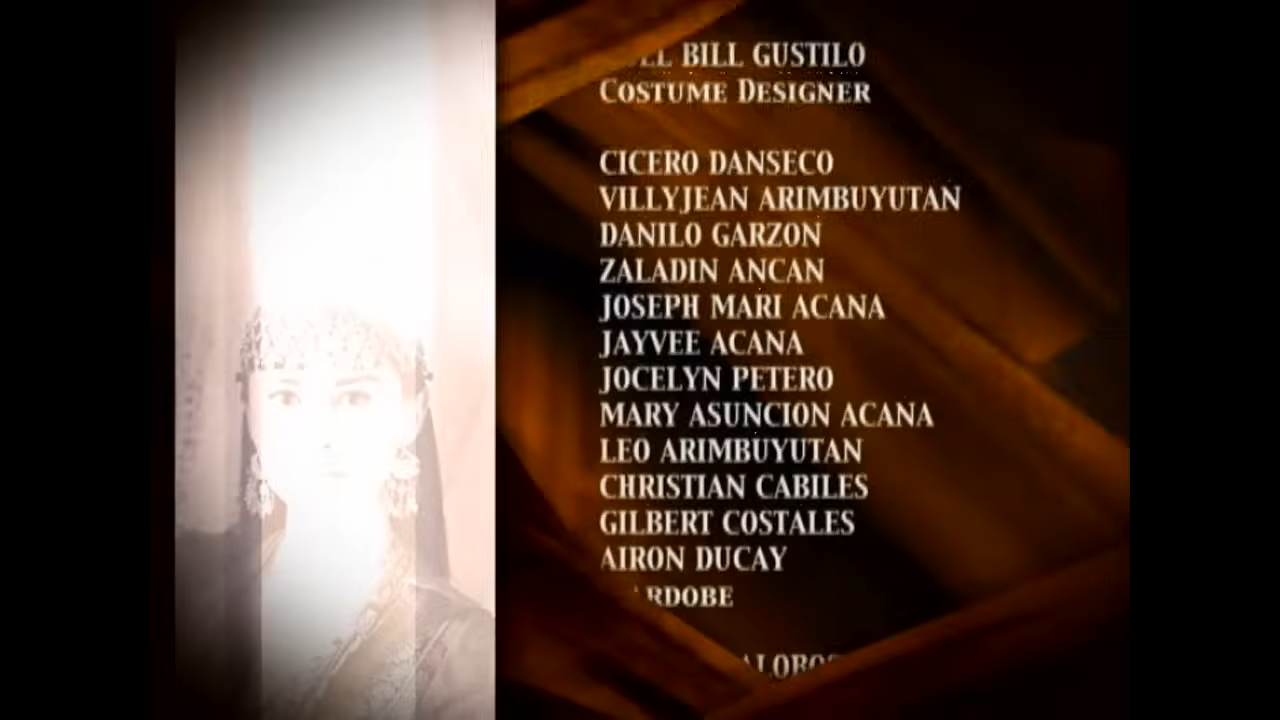 BILL GUSTILO
COSTUME DESIGNER
CICERO DANSECO
VILLYJEAN ARIMBUYUTAN
DANILO GARZON
ZALADIN ANCAN
JOSEPH MARI ACANA
JAYVEE ACANA
JOCELYN PETERO
MARY ASUNCION ACANA
LEO ARIMBUYUTAN
CHRISTIAN CABILES
GILBERT COSTALES
AIRON DUCAY